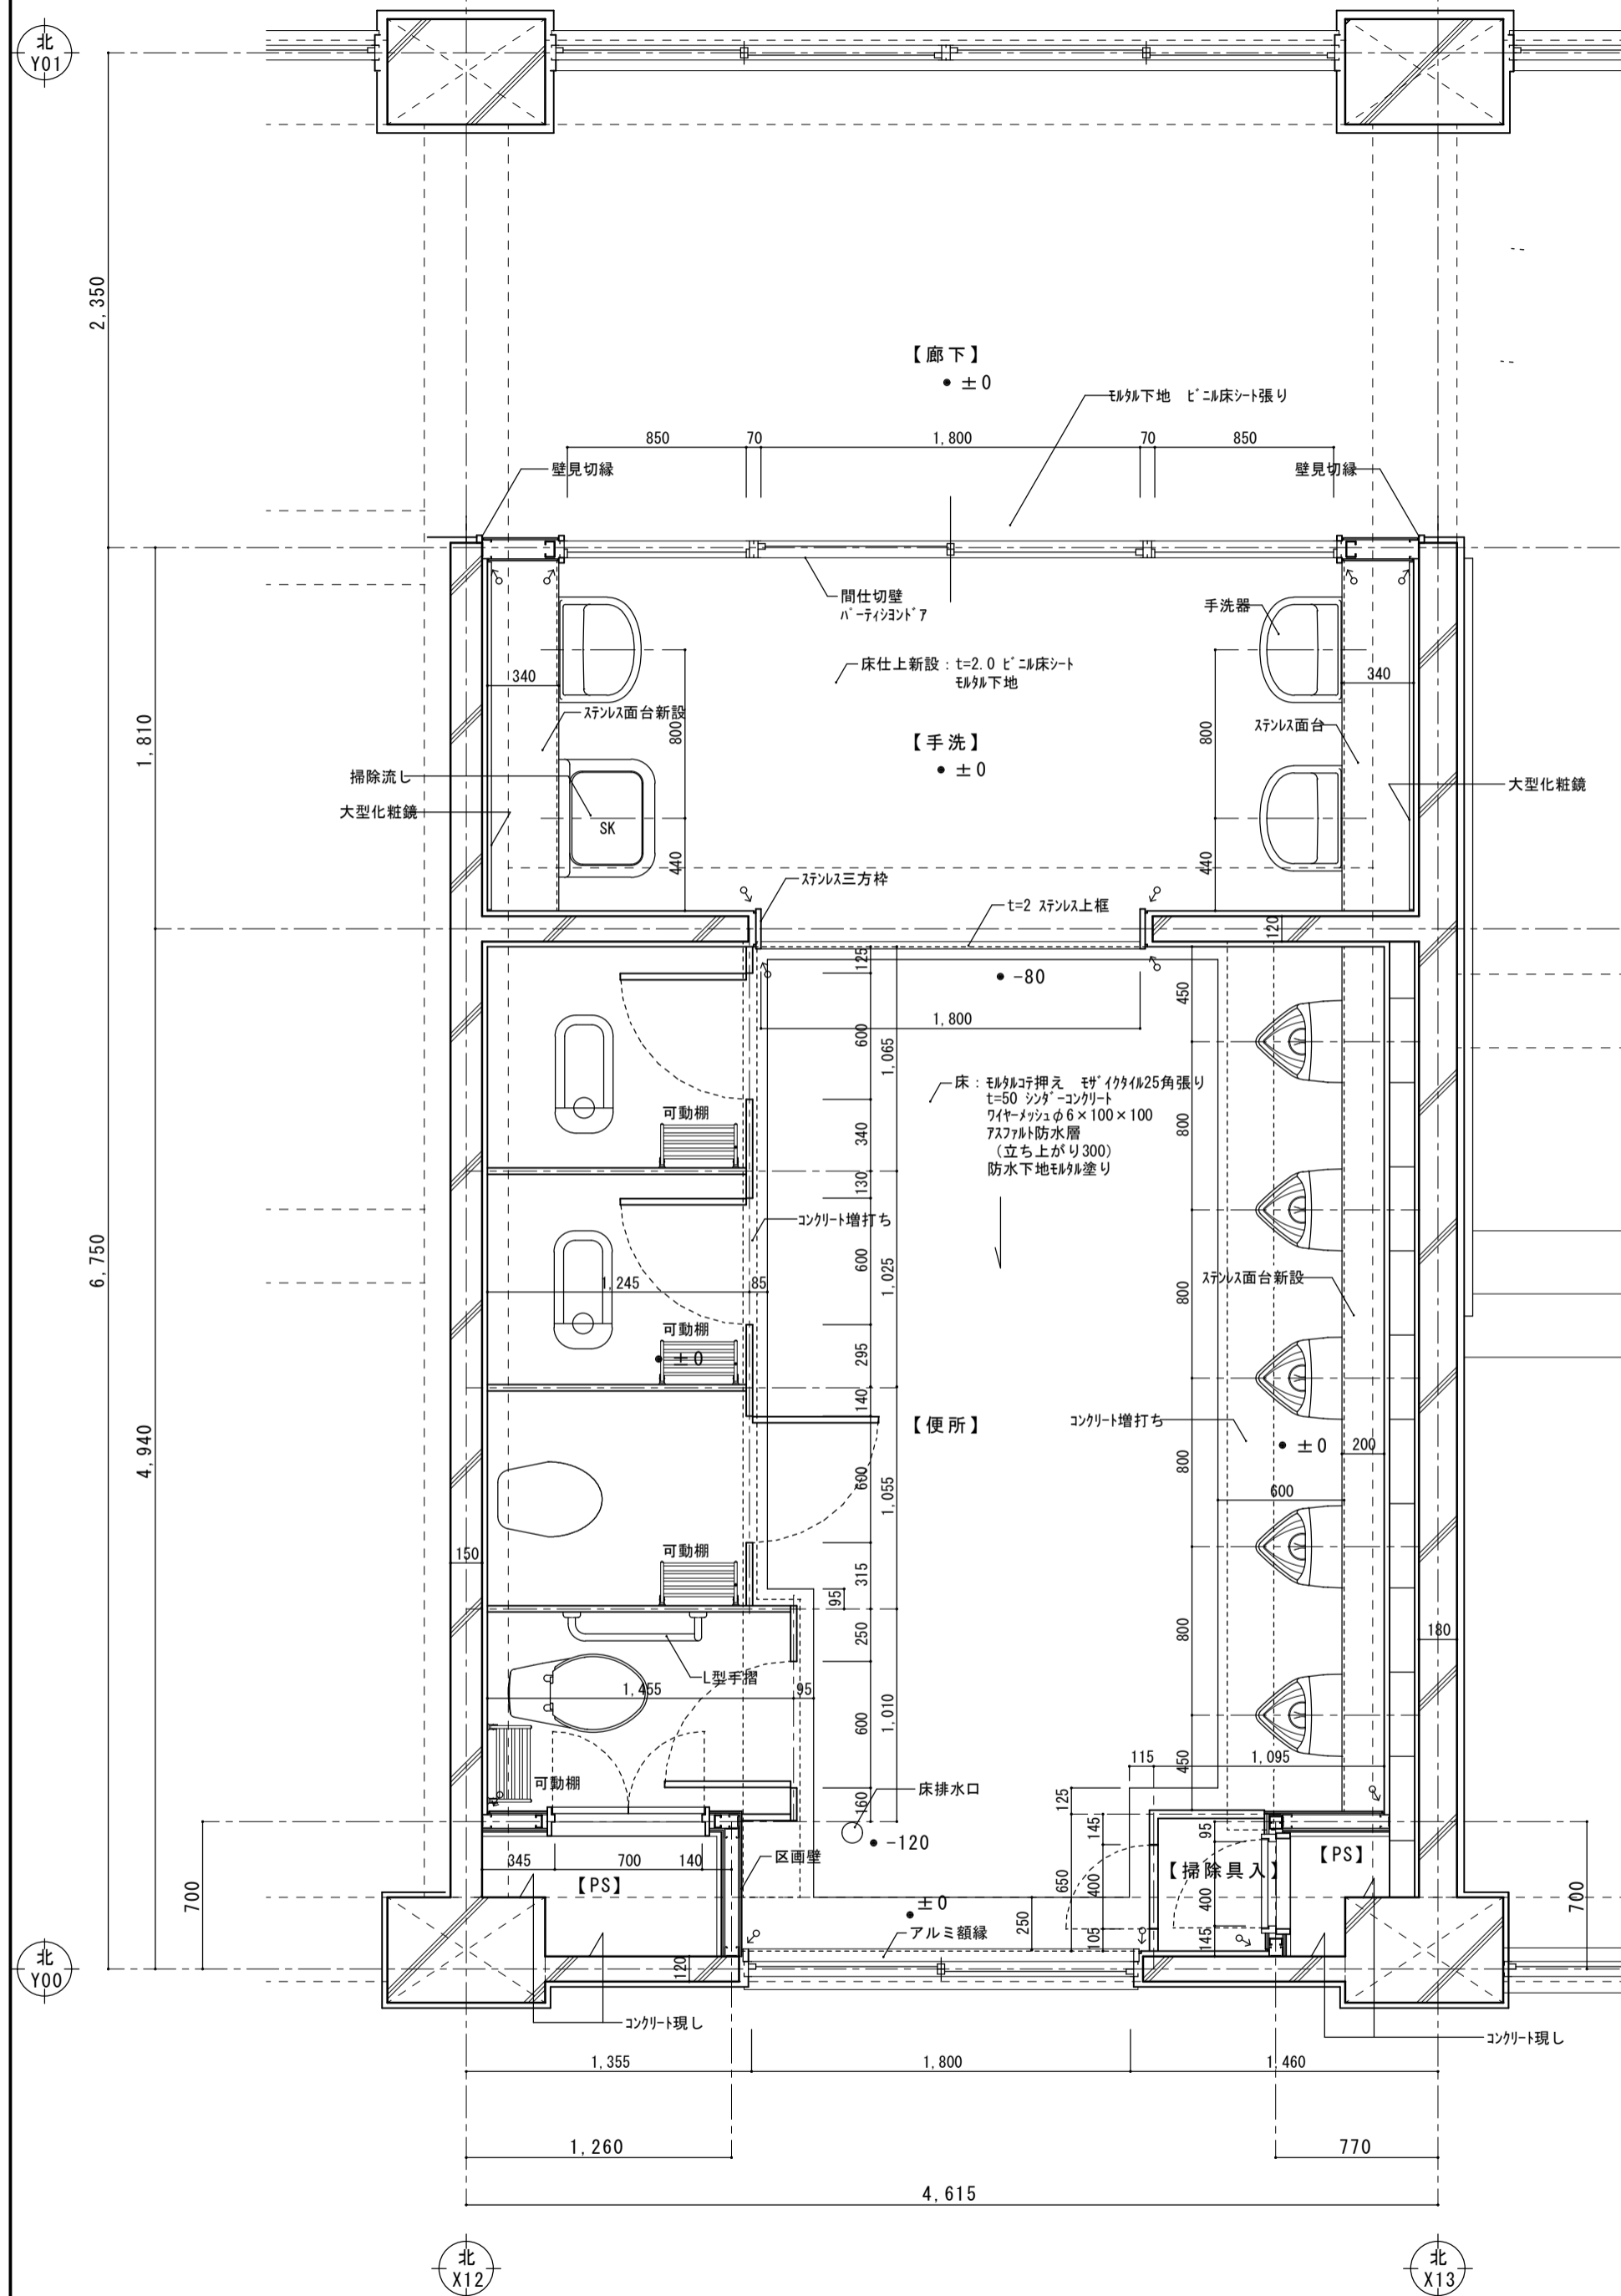 北
Y01
2,350
【廊下】
● ±0
モルタル下地　ビニル床シート張り
850
70
1,800
70
850
壁見切縁
壁見切縁
間仕切壁
パーティションドア
手洗器
床仕上新設：t=2.0 ビニル床シート
モルタル下地
340
340
ステンレス面台新設
800
800
ステンレス面台
【手洗】
● ±0
1,810
掃除流し
大型化粧鏡
大型化粧鏡
SK
440
440
ステンレス三方枠
t=2 ステンレス上框
120
125
● -80
450
1,800
600
1,065
床：モルタルコテ押え　モザイクタイル25角張り
t=50 シンダーコンクリート
ワイヤーメッシュφ6×100×100
アスファルト防水層
（立ち上がり300）
防水下地モルタル塗り
可動棚
340
800
130
コンクリート増打ち
6,750
600
1,025
1,245
85
800
ステンレス面台新設
可動棚
● ±0
295
140
4,940
【便所】
コンクリート増打ち
● ±0
200
800
600
1,055
600
可動棚
150
315
95
250
800
180
L型手摺
1,455
95
1,010
600
115
1,095
450
可動棚
床排水口
160
125
● -120
145
95
345
700
140
区画壁
【PS】
【掃除具入】
【PS】
650
400
400
700
700
● ±0
250
アルミ額縁
105
145
120
北
Y00
コンクリート現し
コンクリート現し
1,355
1,800
1,460
1,260
770
4,615
北
X12
北
X13